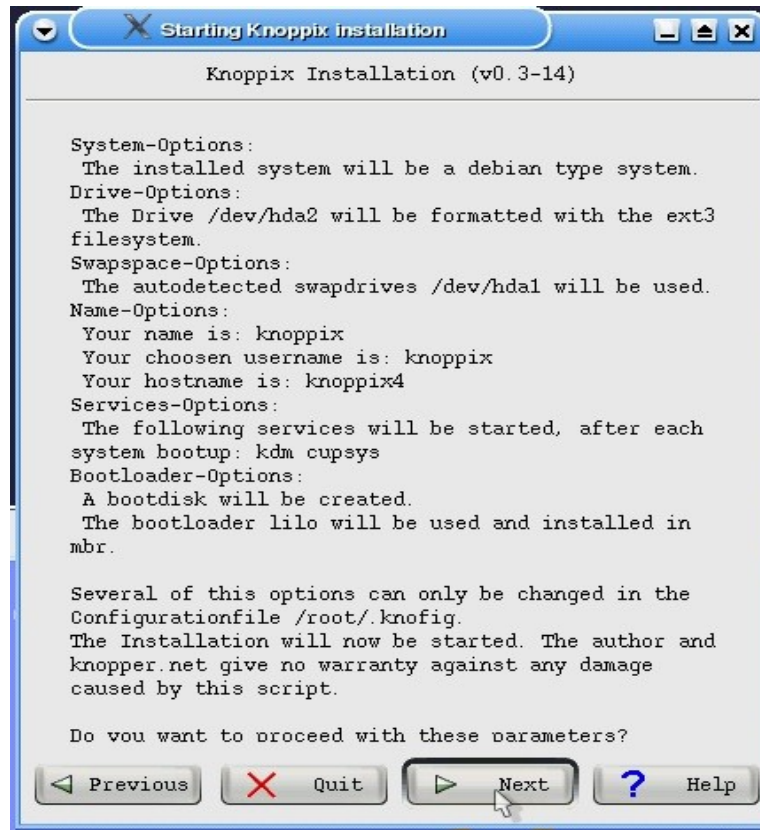 Starting Knoppix installation
Knoppix Installation (v0.3-14)
System-Options:
The installed system will be a debian type system.
Drive-Options:
The Drive /dev/hda2 will be formatted with the ext3
filesystem.
Swapspace-Options:
The autodetected swapdrives /dev/hda1 will be used.
Name-Options:
Your name is: knoppix
Your choosen username is: knoppix
Your hostname is: knoppix4
Services-Options:
The following services will be started, after each
system bootup: kdm cupsys
Bootloader-Options:
A bootdisk will be created.
The bootloader lilo will be used and installed in
mbr.
Several of this options can only be changed in the
Configurationfile /root/.knofig.
The Installation will now be started. The author and
knopper.net give no warranty against any damage
caused by this script.
Do you want to proceed with these parameters?
Previous Quit Next ? Help